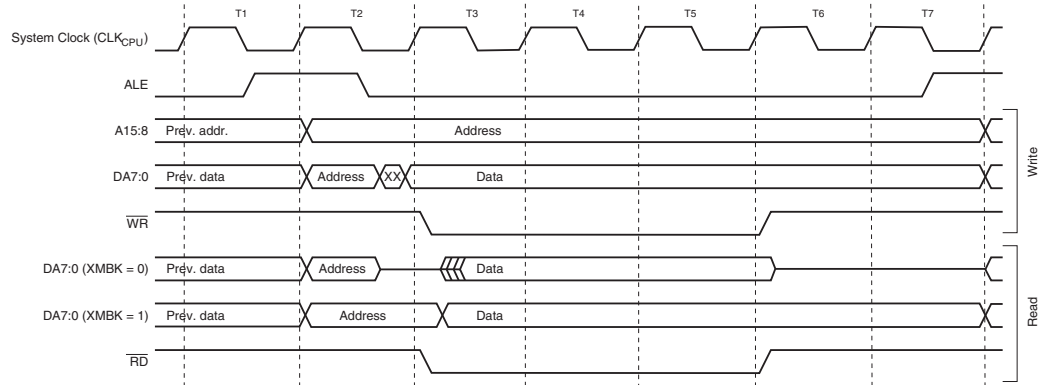 T1 T2 T3 T4 T5 T6 T7
System Clock (CLKCPU)
ALE
A15:8 Prev. addr. Address
DA7:0 Prev. data Address XX Data
WR
Write
DA7:0 (XMBK = 0) Prev. data Address Data
DA7:0 (XMBK = 1) Prev. data Address Data
RD
Read